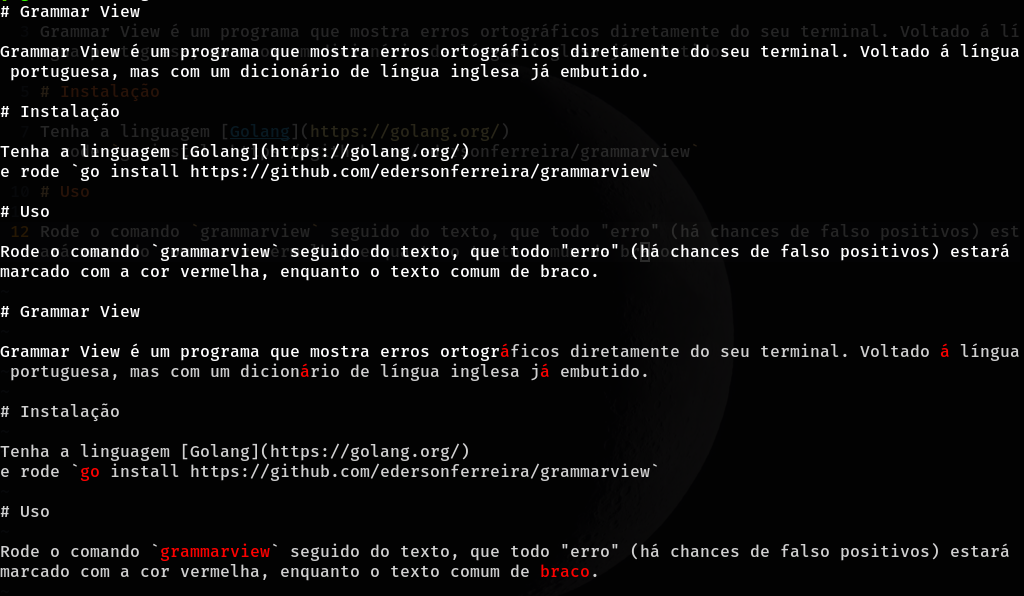 # Grammar View
Grammar View é um programa que mostra erros ortográficos diretamente do seu terminal. Voltado á língua
portuguesa, mas com um dicionário de língua inglesa já embutido.
# Instalação
Tenha a linguagem [Golang](https://golang.org/)
e rode `go install https://github.com/edersonferreira/grammarview`
# Uso
Rode o comando `grammarview` seguido do texto, que todo "erro" (há chances de falso positivos) estará
marcado com a cor vermelha, enquanto o texto comum de braco.
# Grammar View
Grammar View é um programa que mostra erros ortográficos diretamente do seu terminal. Voltado á língua
portuguesa, mas com um dicionário de língua inglesa já embutido.
# Instalação
Tenha a linguagem [Golang](https://golang.org/)
e rode `go install https://github.com/edersonferreira/grammarview`
# Uso
Rode o comando `grammarview` seguido do texto, que todo "erro" (há chances de falso positivos) estará
marcado com a cor vermelha, enquanto o texto comum de braco.